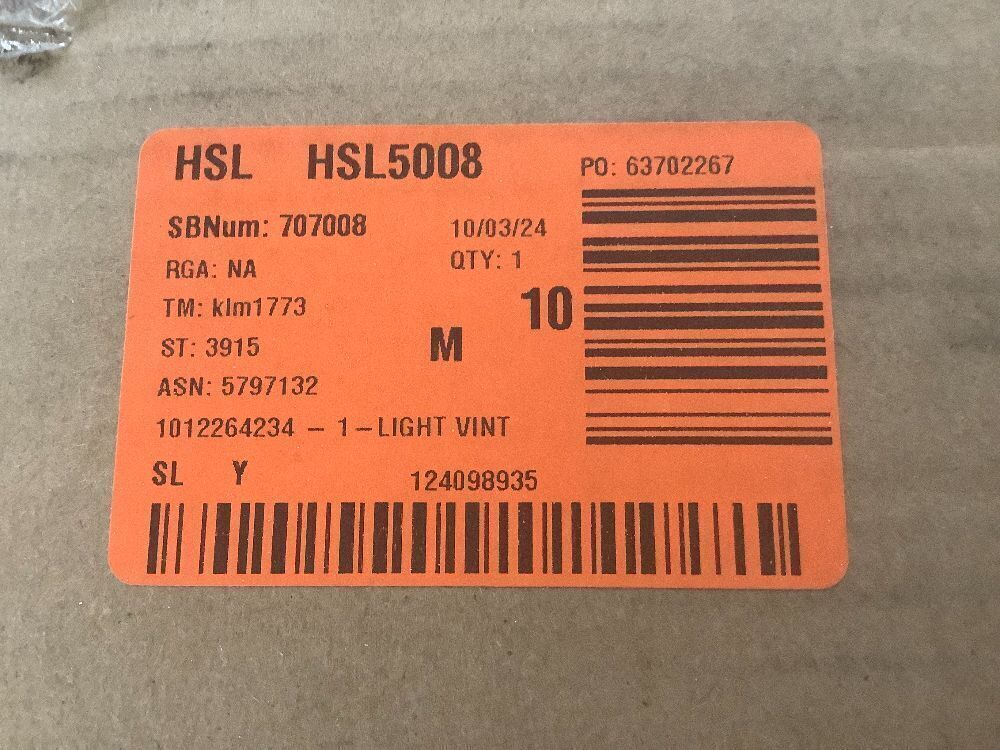 HSL HSL5008 PO: 63702267
SBNum: 707008 10/03/24
RGA: NA QTY: 1
TM: klm1773 10
ST: 3915 M
ASN: 5797132
1012264234 - 1-LIGHT VINT
SL Y 124098935